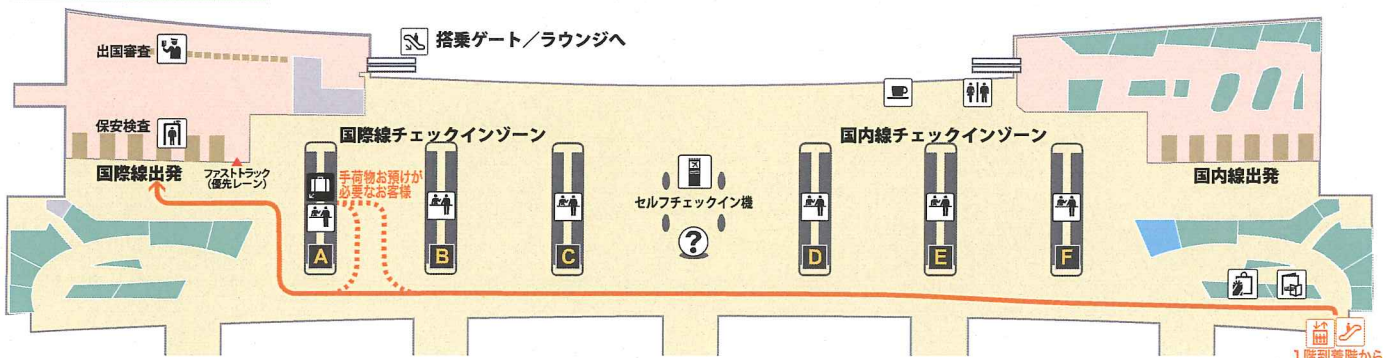 搭乗ゲート／ラウンジへ
出国審査
保安検査
国際線出発
ファストトラック
（優先レーン）
国際線チェックインゾーン
手荷物お預けが
必要なお客様
A
B
C
セルフチェックイン機
?
国内線チェックインゾーン
D
E
F
国内線出発
1階到着階から